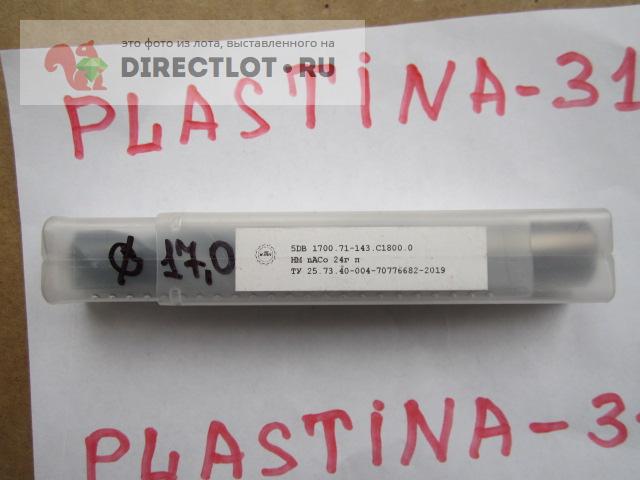 это фото из лота, выставленного на
DIRECTLOT.RU
PLASTINA-31
Ø 17,0
5DB 1700.71-143.C1800.0
HM nACo 24г п
ТУ 25.73.40-004-70776682-2019
PLASTINA-3